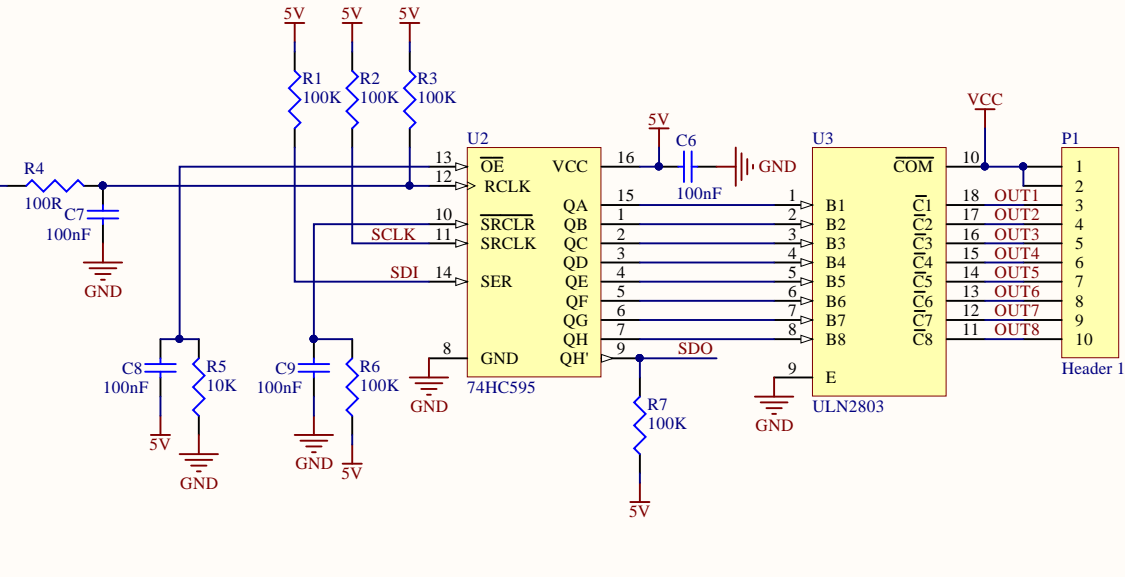 5V
5V
5V
R1
100K
R2
100K
R3
100K
R4
100R
C7
100nF
GND
U2
13
OE
12
RCLK
10
SRCLR
SCLK
11
SRCLK
SDI
14
SER
8
GND
GND
VCC
16
QA
15
QB
1
QC
2
QD
3
QE
4
QF
5
QG
6
QH
7
QH'
9
SDO
74HC595
5V
C6
100nF
GND
C8
100nF
5V
R5
10K
GND
C9
100nF
GND
R6
100K
5V
R7
100K
5V
U3
1
B1
2
B2
3
B3
4
B4
5
B5
6
B6
7
B7
8
B8
9
E
GND
ULN2803
COM
10
VCC
C1
18
OUT1
C2
17
OUT2
C3
16
OUT3
C4
15
OUT4
C5
14
OUT5
C6
13
OUT6
C7
12
OUT7
C8
11
OUT8
P1
1
2
3
4
5
6
7
8
9
10
Header 1